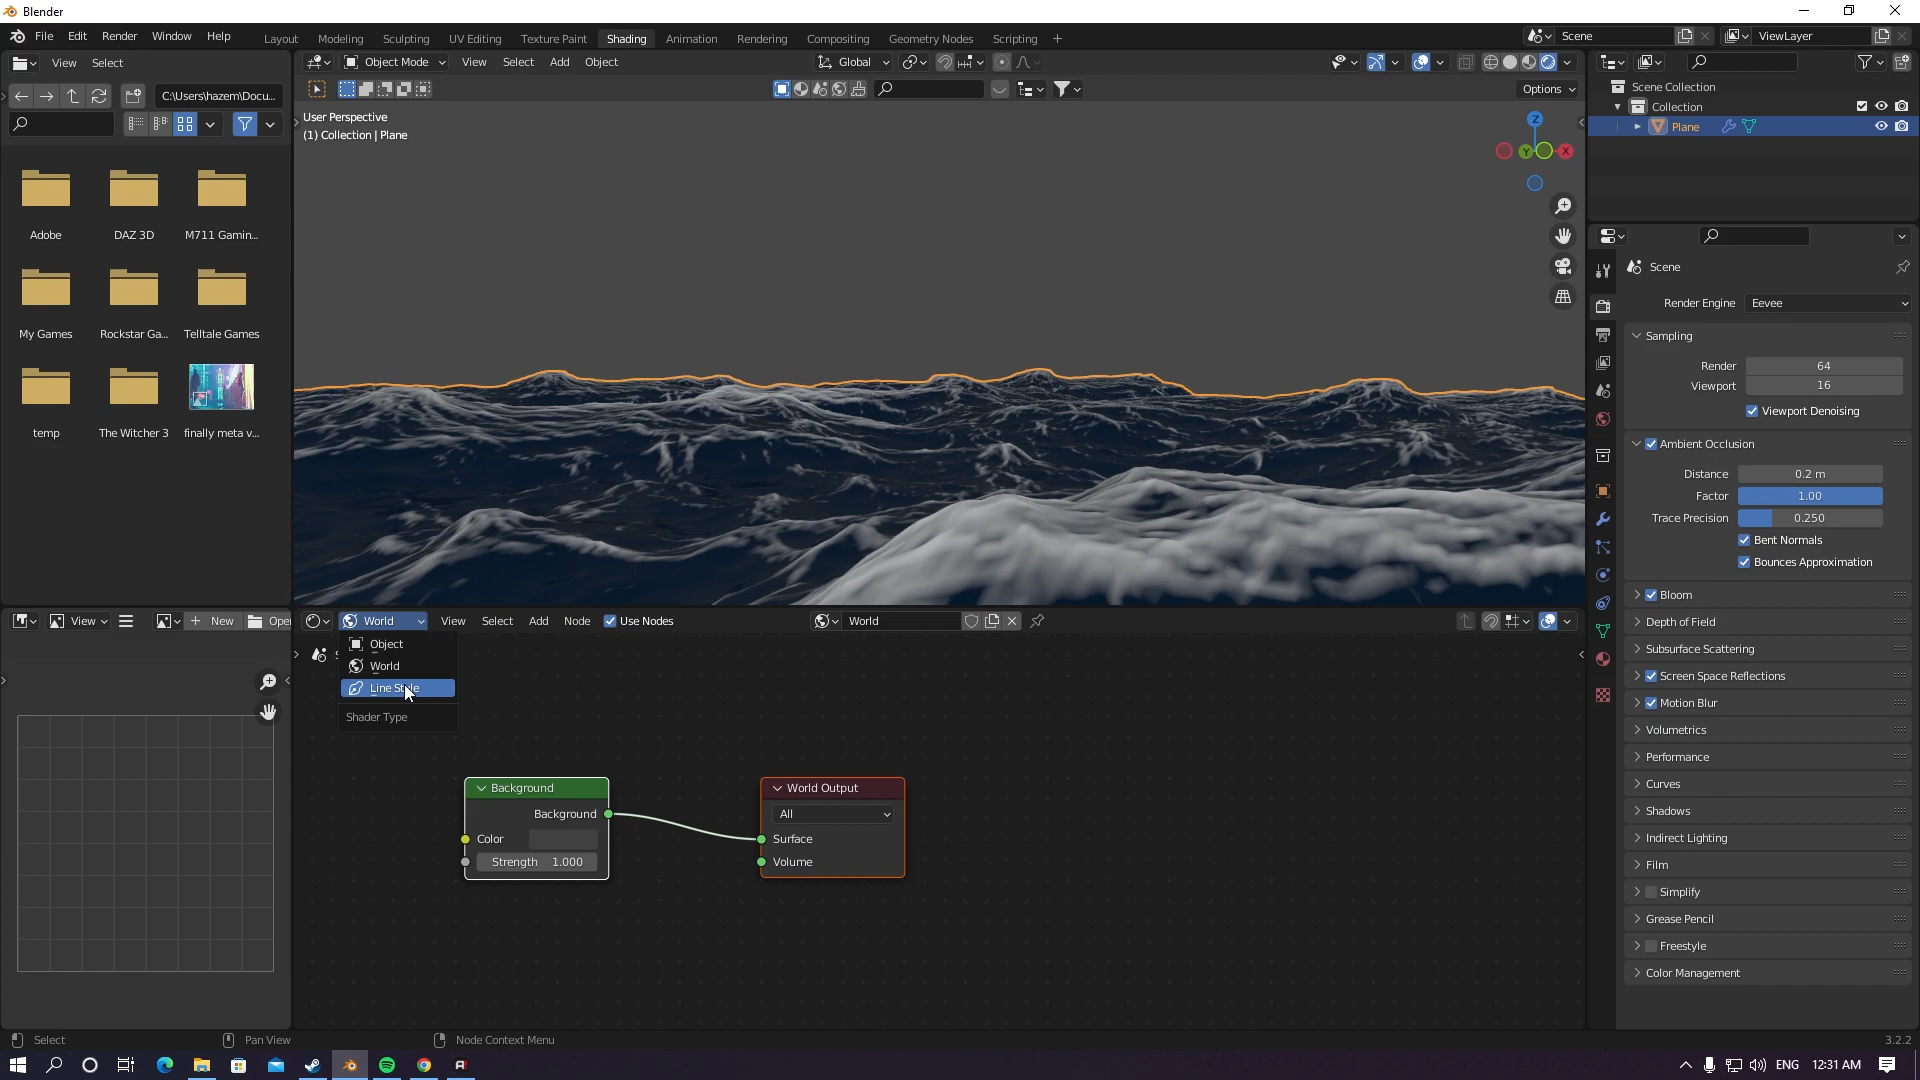 Blender
File Edit Render Window Help
Layout Modeling Sculpting UV Editing Texture Paint Shading Animation Rendering Compositing Geometry Nodes Scripting
Scene
ViewLayer
View Select
Object Mode View Select Add Object
Global
C:\Users\hazem\Docu...
Options
User Perspective
(1) Collection | Plane
Z
Y
X
Adobe DAZ 3D M711 Gamin...
My Games Rockstar Ga... Telltale Games
temp The Witcher 3 finally meta v...
Scene Collection
Collection
Plane
Scene
Render Engine Eevee
Sampling
Render 64
Viewport 16
Viewport Denoising
Ambient Occlusion
Distance 0.2 m
Factor 1.00
Trace Precision 0.250
Bent Normals
Bounces Approximation
Bloom
Depth of Field
Subsurface Scattering
Screen Space Reflections
Motion Blur
Volumetrics
Performance
Curves
Shadows
Indirect Lighting
Film
Simplify
Grease Pencil
Freestyle
Color Management
View New Open
World View Select Add Node Use Nodes World
Object
World
Line Style
Shader Type
Background
Background
Color
Strength 1.000
World Output
All
Surface
Volume
Select Pan View Node Context Menu 3.2.2
ENG 12:31 AM